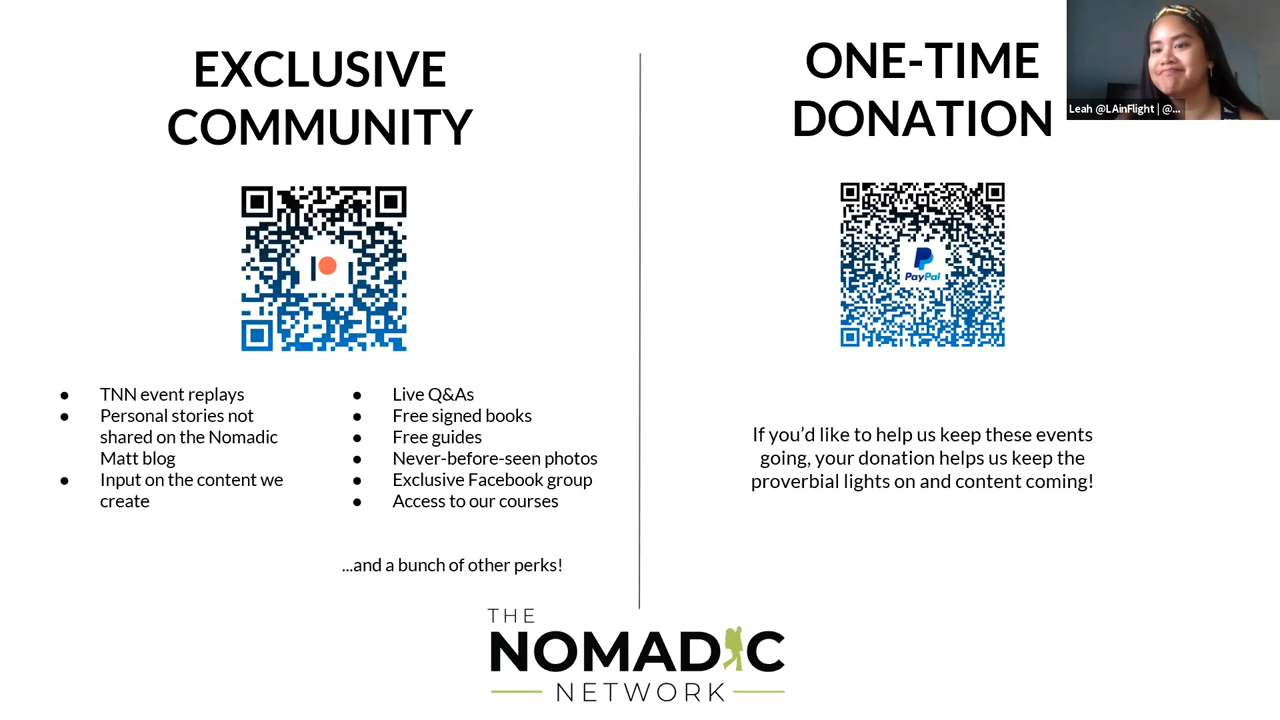 EXCLUSIVE
COMMUNITY
TNN event replays
Personal stories not
shared on the Nomadic
Matt blog
Input on the content we
create
Live Q&As
Free signed books
Free guides
Never-before-seen photos
Exclusive Facebook group
Access to our courses
...and a bunch of other perks!
ONE-TIME
DONATION
PayPal
If you’d like to help us keep these events
going, your donation helps us keep the
proverbial lights on and content coming!
Leah @LAinFlight | @...
THE
NOMADIC
NETWORK